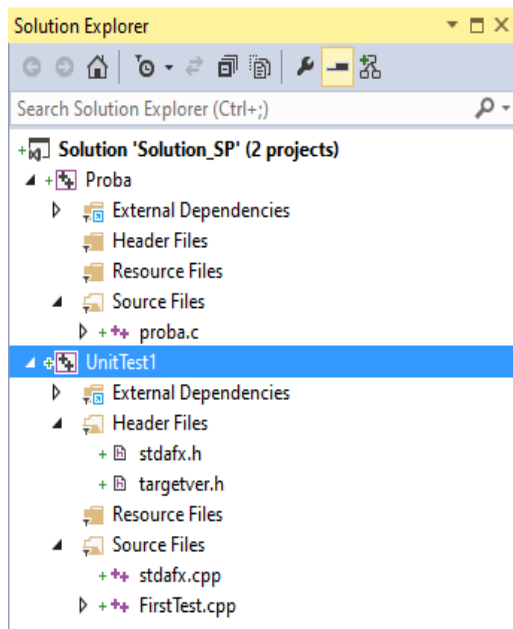 Solution Explorer
Search Solution Explorer (Ctrl+;)
Solution 'Solution_SP' (2 projects)
Proba
External Dependencies
Header Files
Resource Files
Source Files
proba.c
UnitTest1
External Dependencies
Header Files
stdafx.h
targetver.h
Resource Files
Source Files
stdafx.cpp
FirstTest.cpp